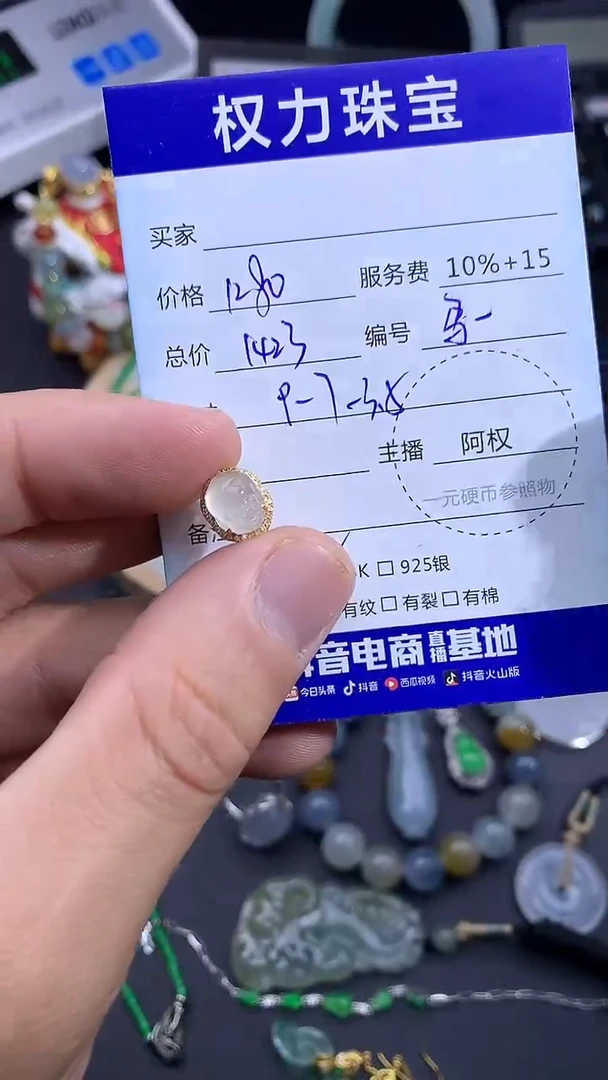 权力珠宝
买家
价格 1280 服务费 10%+15
总价 1423 编号
9-7-3.5
主播 阿权
一元硬币参照物
备注
K □ 925银
有纹 □ 有裂 □ 有棉
音电商直播基地
今日头条 抖音 西瓜视频 抖音火山版